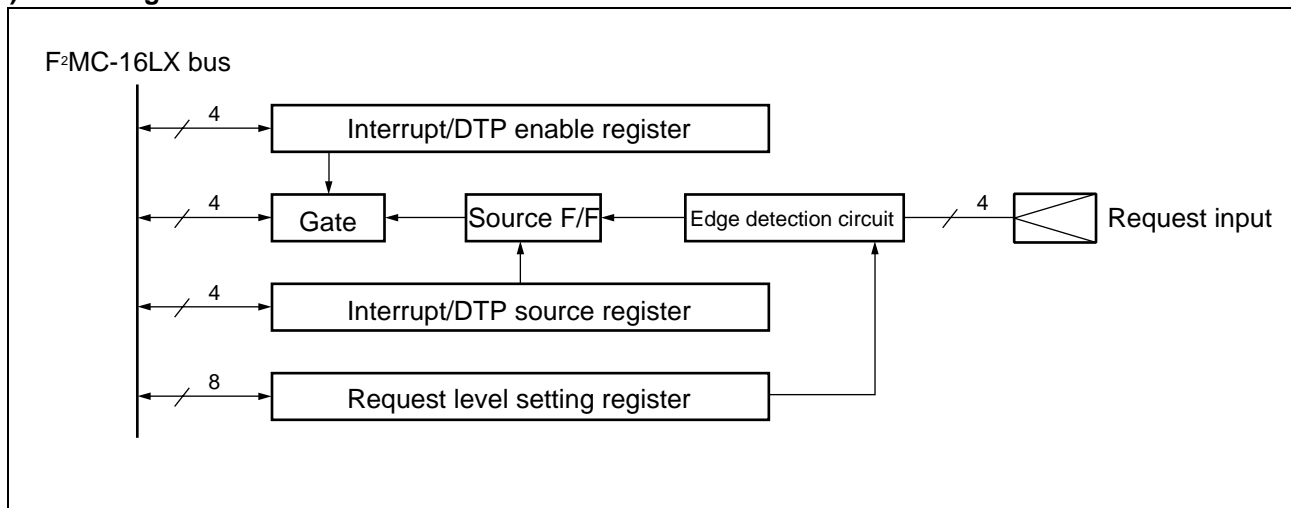 F²MC-16LX bus
4
Interrupt/DTP enable register
4
Gate
Source F/F
Edge detection circuit
4
Request input
4
Interrupt/DTP source register
8
Request level setting register